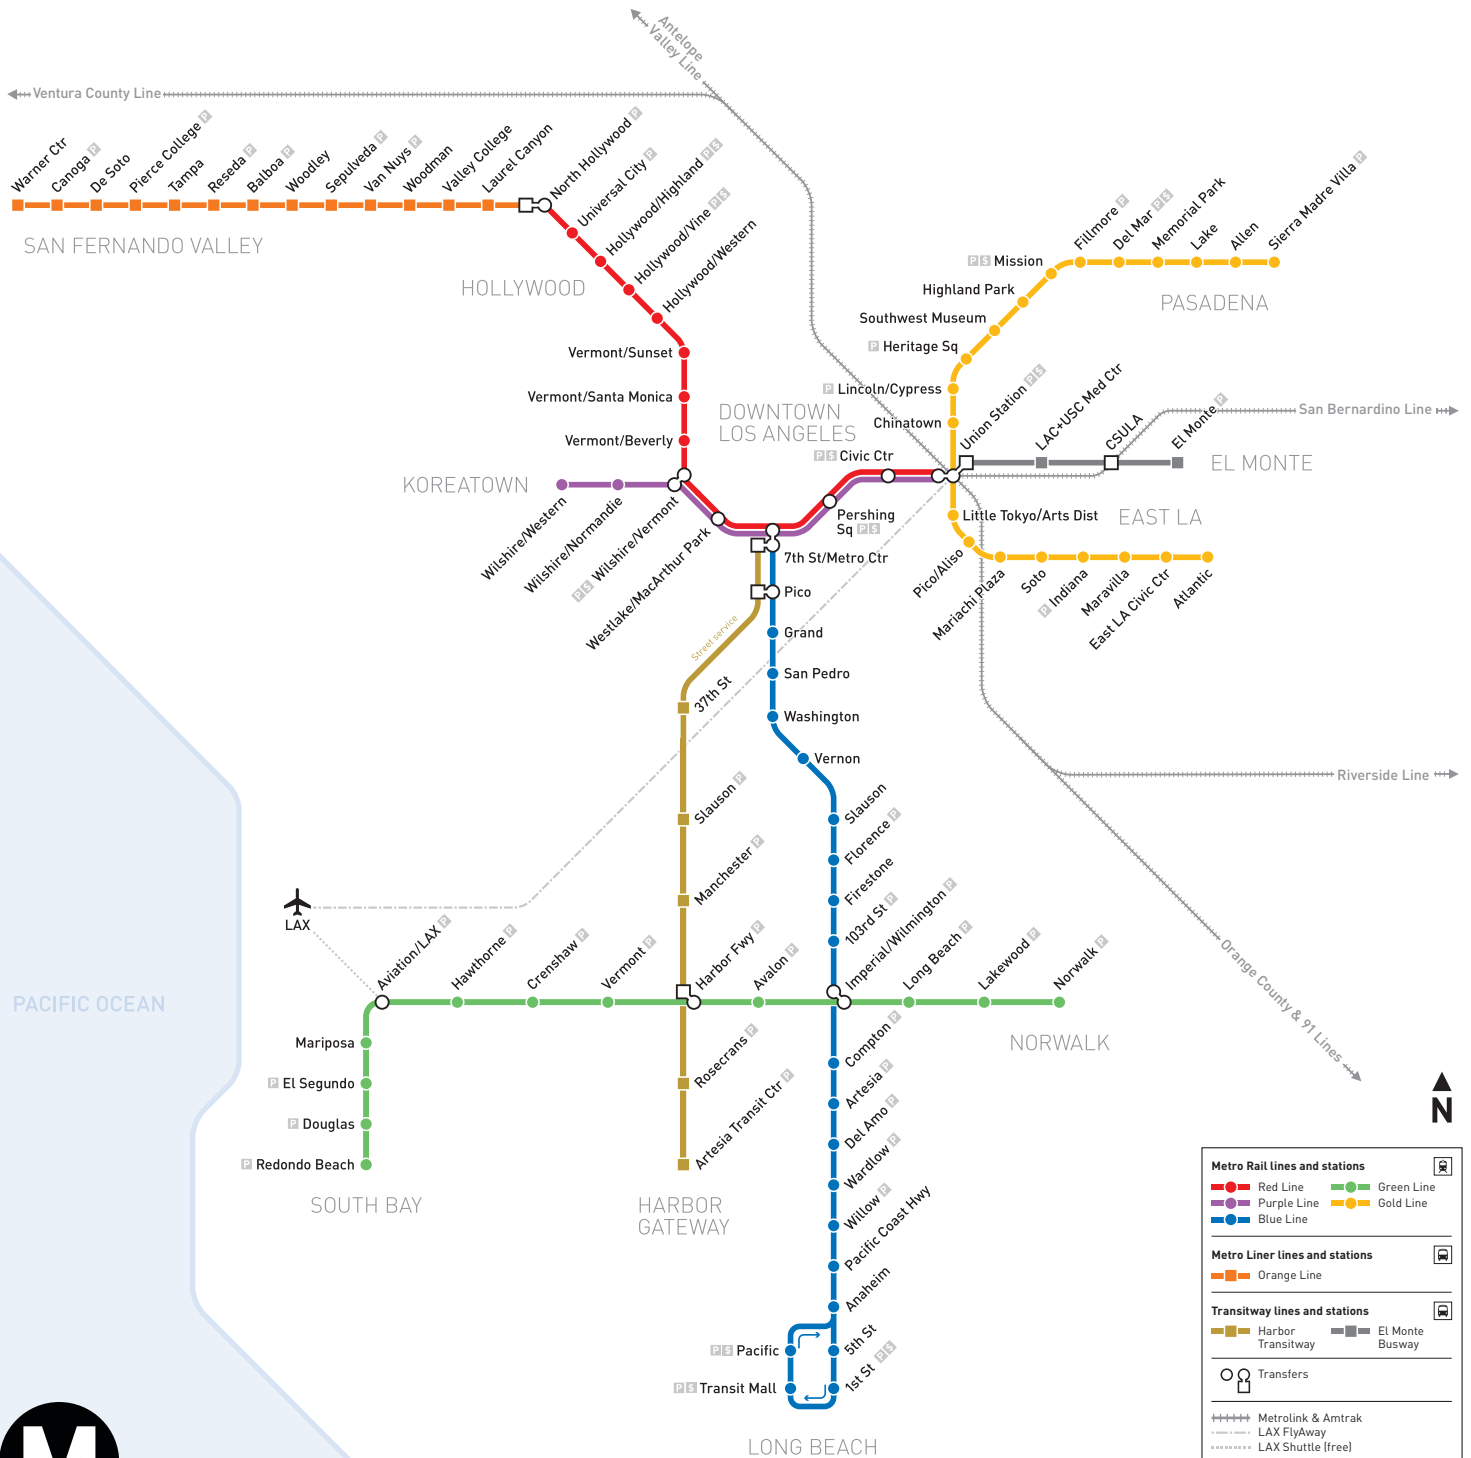 Antelope
Valley Line
Ventura County Line
Warner Ctr
Canoga P
De Soto
Pierce College P
Tampa
Reseda P
Balboa P
Woodley
Sepulveda P
Van Nuys P
Woodman
Valley College
Laurel Canyon
North Hollywood P
Universal City P
Hollywood/Highland P $
Hollywood/Vine P $
Hollywood/Western
SAN FERNANDO VALLEY
HOLLYWOOD
Vermont/Sunset
Vermont/Santa Monica
Vermont/Beverly
P $ Mission
Fillmore P
Del Mar P $
Memorial Park
Lake
Allen
Sierra Madre Villa P
Highland Park
Southwest Museum
P Heritage Sq
P Lincoln/Cypress
Chinatown
PASADENA
DOWNTOWN
LOS ANGELES
P $ Civic Ctr
Union Station P $
LAC+USC Med Ctr
CSULA
El Monte P
San Bernardino Line
EL MONTE
KOREATOWN
Wilshire/Western
Wilshire/Normandie
P $ Wilshire/Vermont
Westlake/MacArthur Park
Pershing
Sq P $
7th St/Metro Ctr
Pico
Little Tokyo/Arts Dist
EAST LA
Pico/Aliso
Mariachi Plaza
Soto
P Indiana
Maravilla
East LA Civic Ctr
Atlantic
Street service
Grand
San Pedro
Washington
Vernon
37th St
Slauson P
Manchester P
Slauson
Florence P
Firestone
103rd St P
Riverside Line
Orange County & 91 Lines
LAX
Aviation/LAX P
Hawthorne P
Crenshaw P
Vermont P
Harbor Fwy P
Avalon P
Imperial/Wilmington P
Long Beach P
Lakewood P
Norwalk P
PACIFIC OCEAN
Mariposa
P El Segundo
P Douglas
P Redondo Beach
SOUTH BAY
Rosecrans P
Artesia Transit Ctr P
HARBOR
GATEWAY
NORWALK
Compton P
Artesia P
Del Amo P
Wardlow P
Willow P
Pacific Coast Hwy
Anaheim
P $ Pacific
5th St
P $ Transit Mall
1st St P $
LONG BEACH
N
Metro Rail lines and stations
Red Line
Green Line
Purple Line
Gold Line
Blue Line
Metro Liner lines and stations
Orange Line
Transitway lines and stations
Harbor
Transitway
El Monte
Busway
Transfers
Metrolink & Amtrak
LAX FlyAway
LAX Shuttle (free)
M